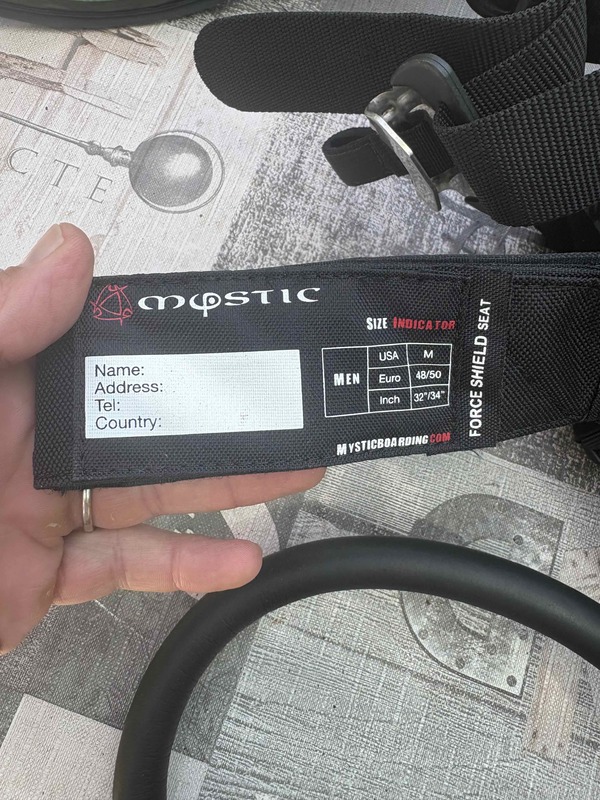 CTE
MYSTIC
SIZE INDICATOR
Name:
Address:
Tel:
Country:
MEN
USA M
Euro 48/50
Inch 32"/34"
MYSTICBOARDING.COM
FORCE SHIELD SEAT